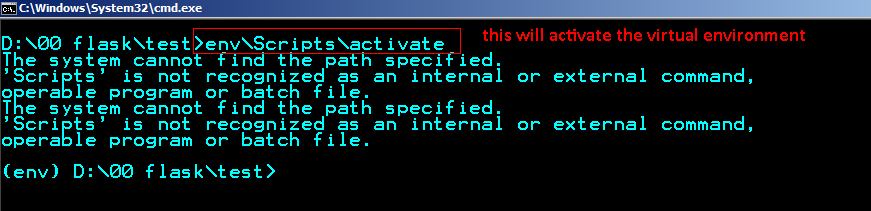 C:\Windows\System32\cmd.exe
D:\00 flask\test>env\Scripts\activate this will activate the virtual environment
The system cannot find the path specified.
'Scripts' is not recognized as an internal or external command,
operable program or batch file.
The system cannot find the path specified.
'Scripts' is not recognized as an internal or external command,
operable program or batch file.
(env) D:\00 flask\test>